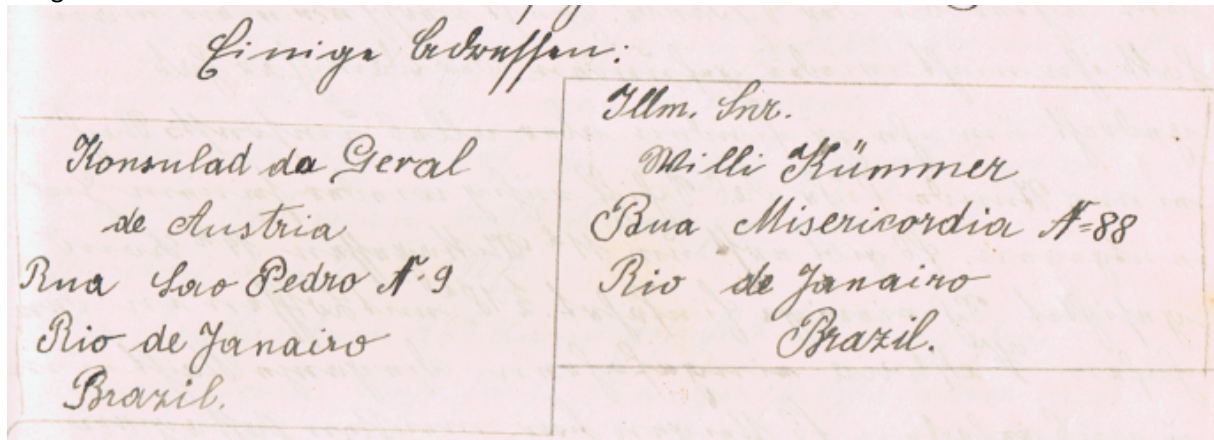 Einige Adressen:
Konsulad da Geral
de Austria
Rua Sao Pedro N. 9
Rio de Janairo
Brazil.
Illm. Snr.
Willi Kümmer
Rua Misericordia N=88
Rio de Janairo
Brazil.